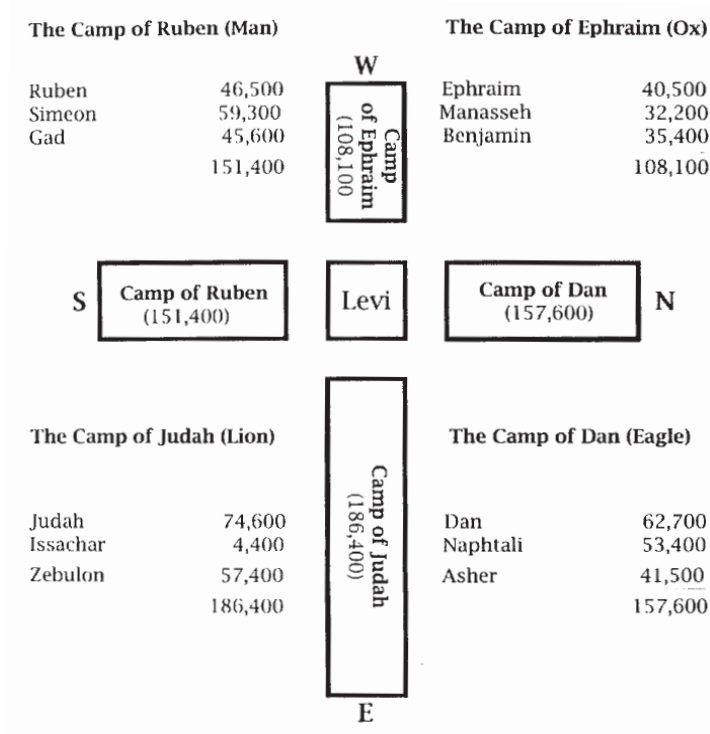 The Camp of Ruben (Man)
Ruben 46,500
Simeon 59,300
Gad 45,600
151,400
The Camp of Ephraim (Ox)
Ephraim 40,500
Manasseh 32,200
Benjamin 35,400
108,100
W
Camp
of Ephraim
(108,100
S
Camp of Ruben
(151,400)
Levi
Camp of Dan
(157,600)
N
The Camp of Judah (Lion)
Judah 74,600
Issachar 4,400
Zebulon 57,400
186,400
Camp of Judah
(186,400)
E
The Camp of Dan (Eagle)
Dan 62,700
Naphtali 53,400
Asher 41,500
157,600